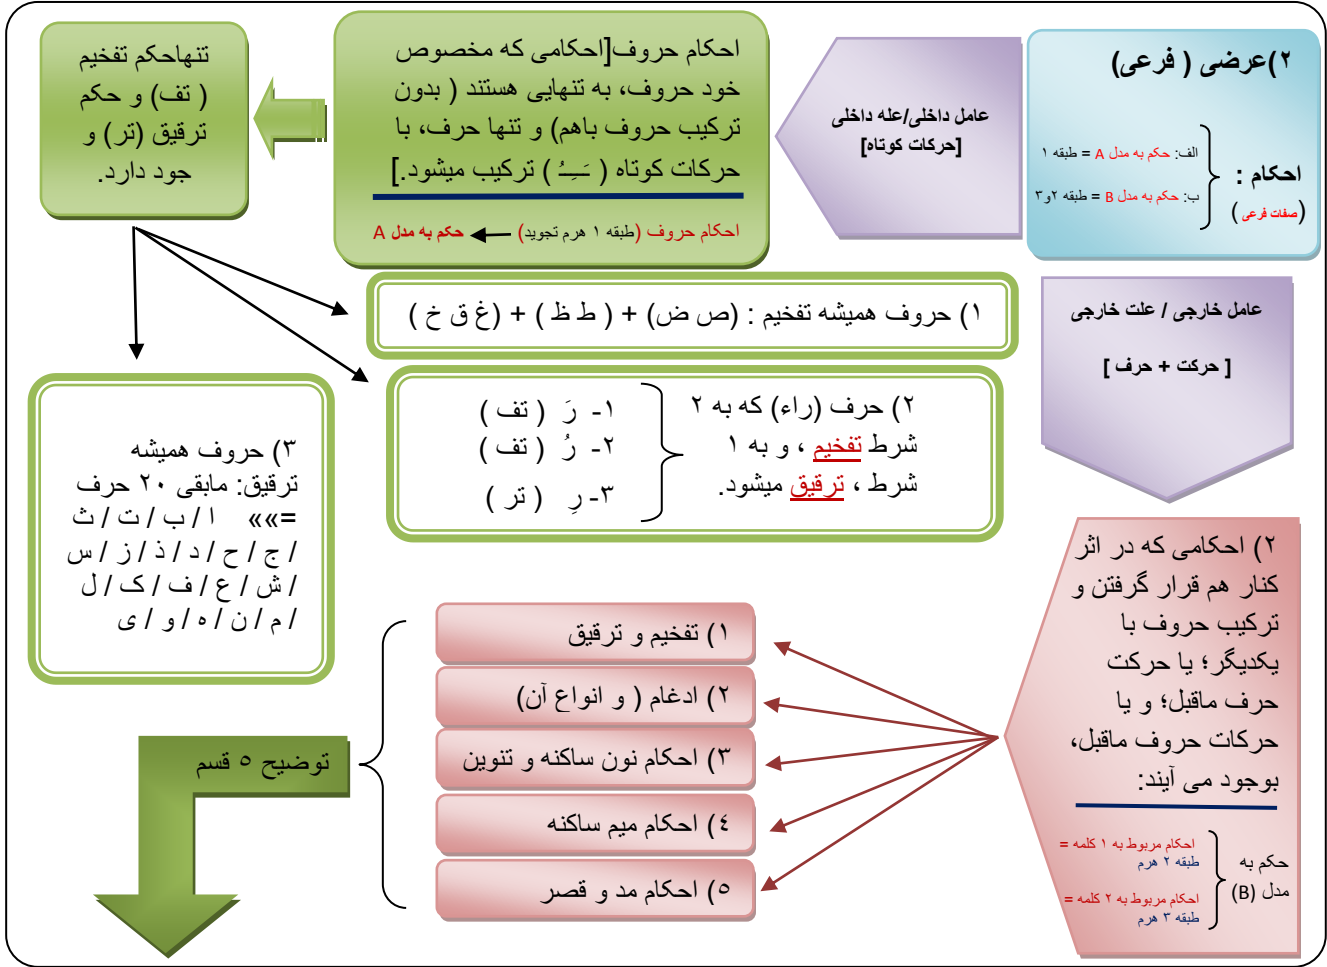 ۲)عرضی ( فرعی)
احکام :
(صفات فرعی )
الف: حکم به مدل A = طبقه ۱
ب: حکم به مدل B = طبقه ۲و۳
عامل داخلی/عله داخلی
[حرکات کوتاه]
احکام حروف[احکامی که مخصوص
خود حروف، به تنهایی هستند ( بدون
ترکیب حروف باهم) و تنها حرف، با
حرکات کوتاه ( ـَـِـُ ) ترکیب میشود.]
احکام حروف (طبقه ۱ هرم تجوید) حکم به مدل A
تنهاحکم تفخیم
( تف) و حکم
ترقیق (تر) و
جود دارد.
۱) حروف همیشه تفخیم : (ص ض) + ( ط ظ ) + (غ ق خ )
۲) حرف (راء) که به ۲
شرط تفخیم ، و به ۱
شرط ، ترقیق میشود.
۱- رَ ( تف )
۲- رُ ( تف )
۳- رِ ( تر )
۳) حروف همیشه
ترقیق: مابقی ۲۰ حرف
=»» ا / ب / ت / ث
/ ج / ح / د / ذ / ز / س
/ ش / ع / ف / ک / ل
/ م / ن / ه / و / ی
عامل خارجی / علت خارجی
[ حرکت + حرف ]
۲) احکامی که در اثر
کنار هم قرار گرفتن و
ترکیب حروف با
یکدیگر؛ یا حرکت
حرف ماقبل؛ و یا
حرکات حروف ماقبل،
بوجود می آیند:
حکم به
مدل (B)
احکام مربوط به ۱ کلمه =
طبقه ۲ هرم
احکام مربوط به ۲ کلمه =
طبقه ۳ هرم
۱) تفخیم و ترقیق
۲) ادغام ( و انواع آن)
۳) احکام نون ساکنه و تنوین
٤) احکام میم ساکنه
۵) احکام مد و قصر
توضیح ۵ قسم